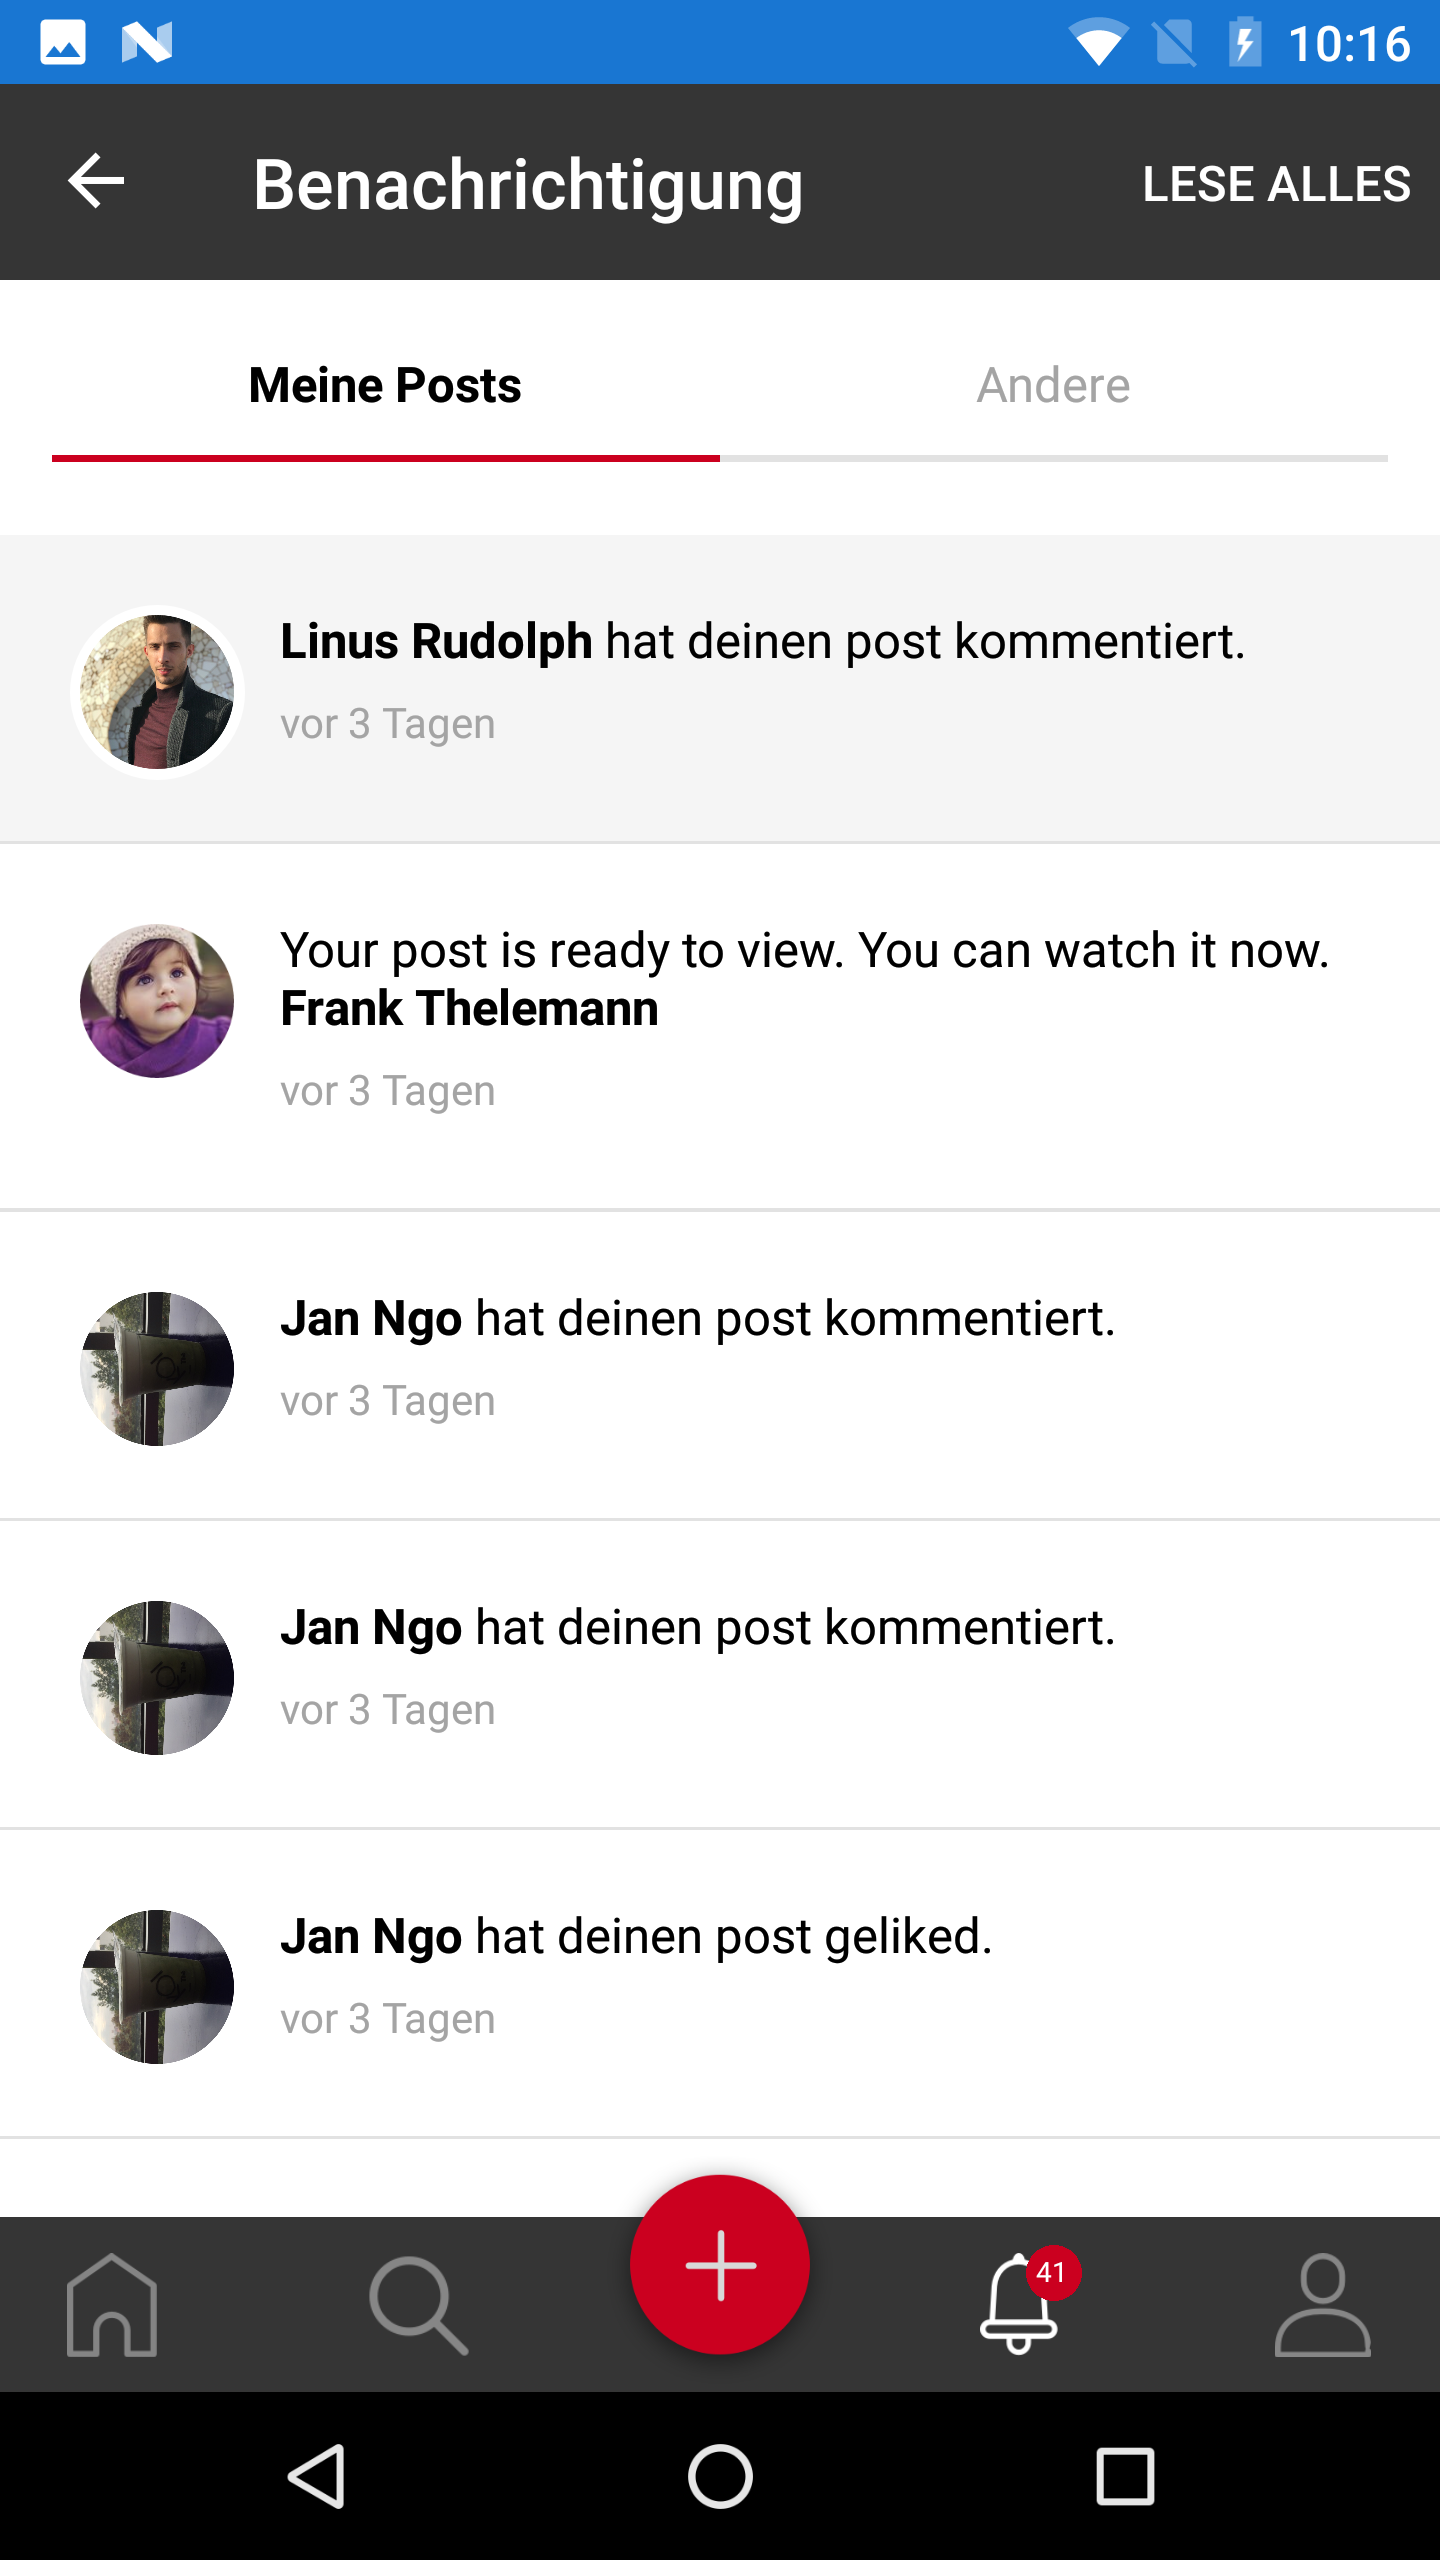 10:16
Benachrichtigung
LESE ALLES
Meine Posts
Andere
Linus Rudolph hat deinen post kommentiert.
vor 3 Tagen
Your post is ready to view. You can watch it now.
Frank Thelemann
vor 3 Tagen
Jan Ngo hat deinen post kommentiert.
vor 3 Tagen
Jan Ngo hat deinen post kommentiert.
vor 3 Tagen
Jan Ngo hat deinen post geliked.
vor 3 Tagen
41